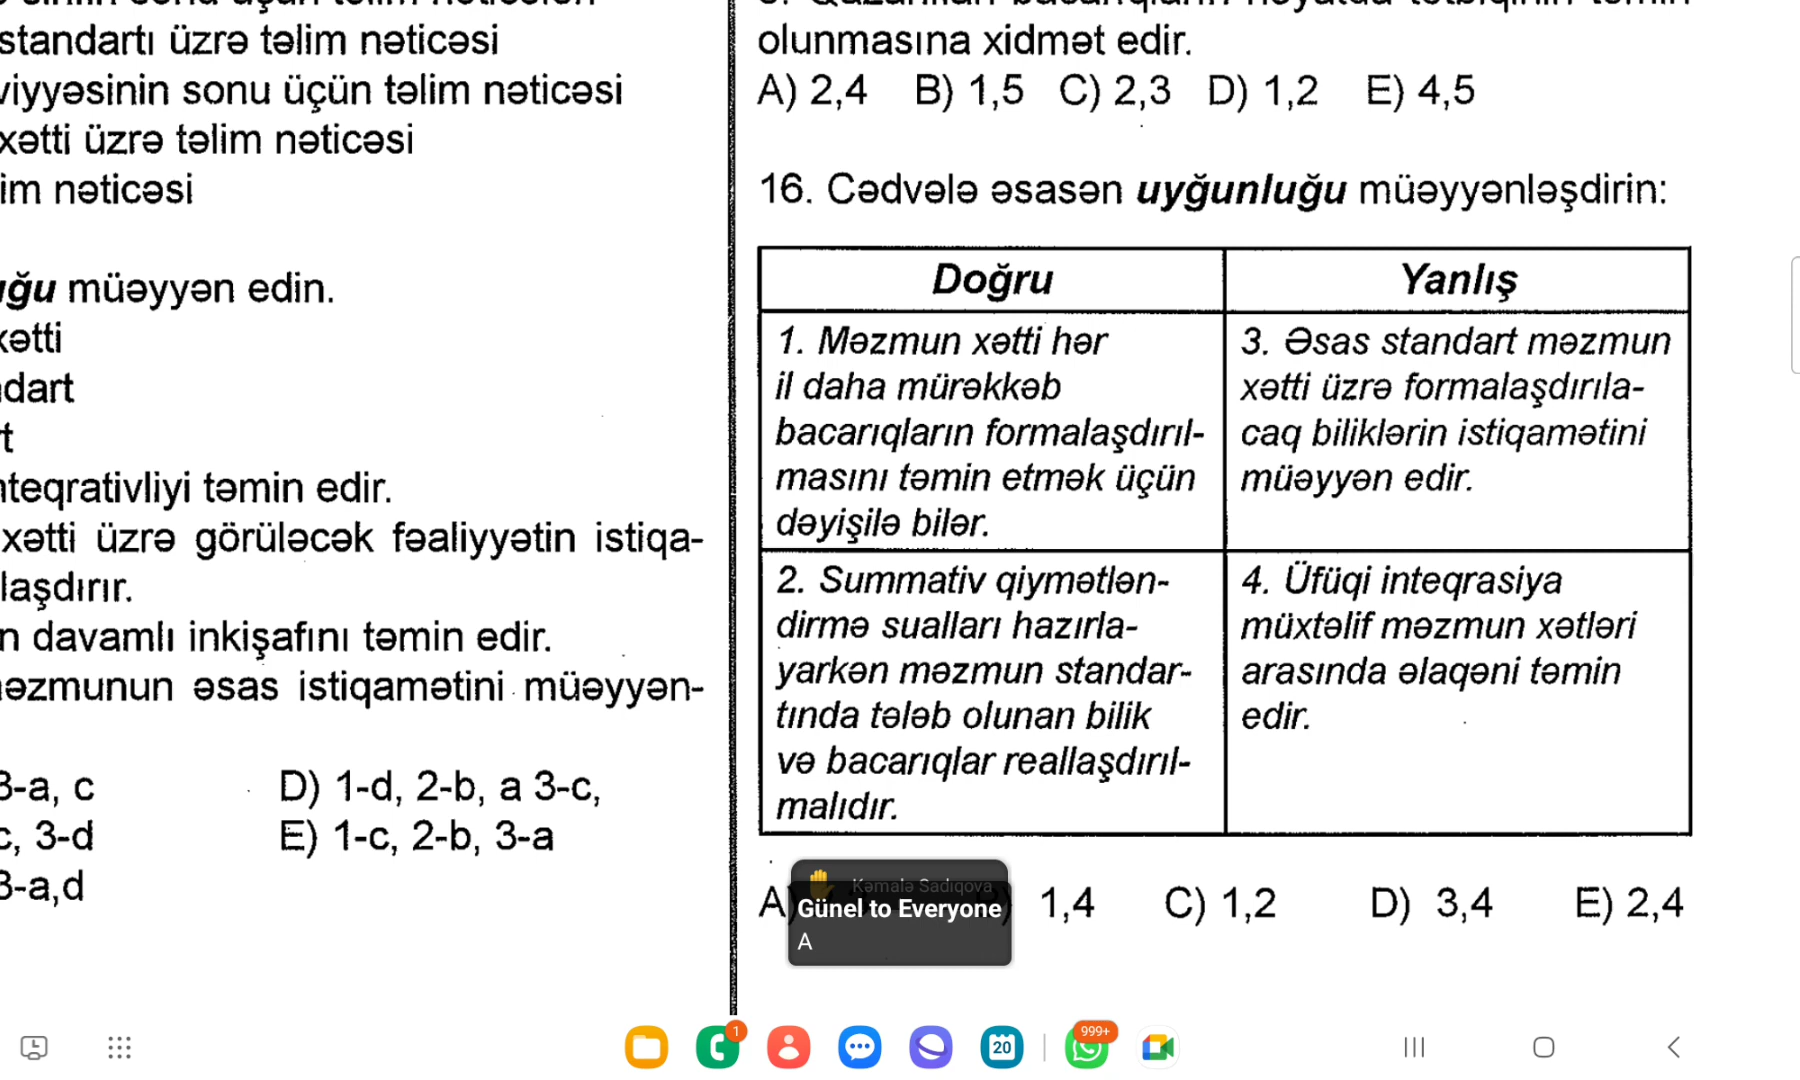 standartı üzrə təlim nəticəsi
viyyəsinin sonu üçün təlim nəticəsi
xətti üzrə təlim nəticəsi
im nəticəsi
uğu müəyyən edin.
xətti
dart
t
nteqrativliyi təmin edir.
xətti üzrə görüləcək fəaliyyətin istiqa-
laşdırır.
n davamlı inkişafını təmin edir.
əzmunun əsas istiqamətini müəyyən-
3-a, c
D) 1-d, 2-b, a 3-c,
c, 3-d
E) 1-c, 2-b, 3-a
3-a,d
olunmasına xidmət edir.
A) 2,4 B) 1,5 C) 2,3 D) 1,2 E) 4,5
16. Cədvələ əsasən uyğunluğu müəyyənləşdirin:
Doğru
Yanlış
1. Məzmun xətti hər
il daha mürəkkəb
bacarıqların formalaşdırıl-
masını təmin etmək üçün
dəyişilə bilər.
3. Əsas standart məzmun
xətti üzrə formalaşdırıla-
caq biliklərin istiqamətini
müəyyən edir.
2. Summativ qiymətlən-
dirmə sualları hazırla-
yarkən məzmun standar-
tında tələb olunan bilik
və bacarıqlar reallaşdırıl-
malıdır.
4. Üfüqi inteqrasiya
müxtəlif məzmun xətləri
arasında əlaqəni təmin
edir.
A) B) 1,4 C) 1,2 D) 3,4 E) 2,4
Kəmalə Sadıqova
Günel to Everyone
A
1
20
999+